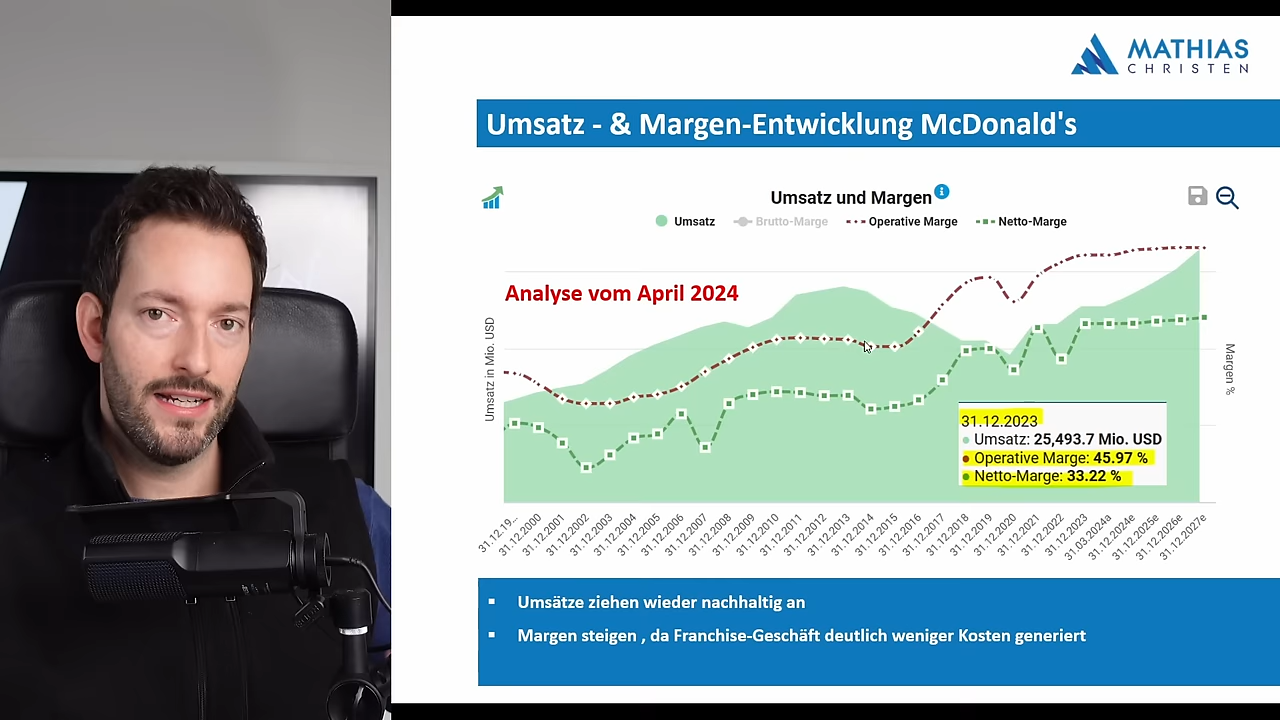 MATHIAS
CHRISTEN
Umsatz - & Margen-Entwicklung McDonald's
Umsatz und Margen
Umsatz
Brutto-Marge
Operative Marge
Netto-Marge
Analyse vom April 2024
Umsatz in Mio. USD
Margen %
31.12.2023
Umsatz: 25,493.7 Mio. USD
Operative Marge: 45.97 %
Netto-Marge: 33.22 %
31.12.19...
31.12.2000
31.12.2001
31.12.2002
31.12.2003
31.12.2004
31.12.2005
31.12.2006
31.12.2007
31.12.2008
31.12.2009
31.12.2010
31.12.2011
31.12.2012
31.12.2013
31.12.2014
31.12.2015
31.12.2016
31.12.2017
31.12.2018
31.12.2019
31.12.2020
31.12.2021
31.12.2022
31.12.2023
31.03.2024a
31.12.2024e
31.12.2025e
31.12.2026e
31.12.2027e
▪ Umsätze ziehen wieder nachhaltig an
▪ Margen steigen , da Franchise-Geschäft deutlich weniger Kosten generiert